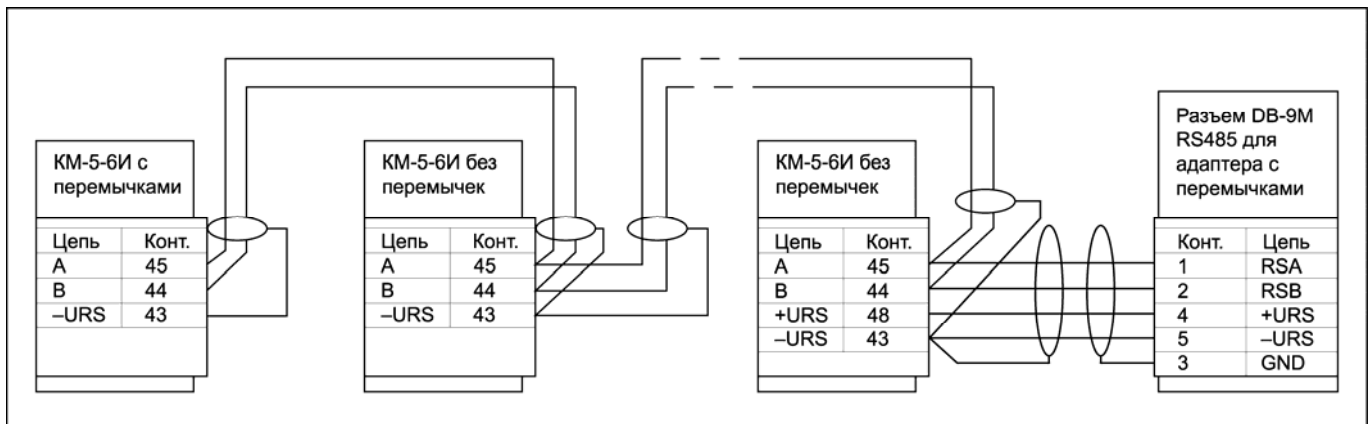 КМ-5-6И с
перемычками
Цепь Конт.
А 45
В 44
–URS 43
КМ-5-6И без
перемычек
Цепь Конт.
А 45
В 44
–URS 43
КМ-5-6И без
перемычек
Цепь Конт.
А 45
В 44
+URS 48
–URS 43
Разъем DB-9M
RS485 для
адаптера с
перемычками
Конт. Цепь
1 RSA
2 RSB
4 +URS
5 –URS
3 GND